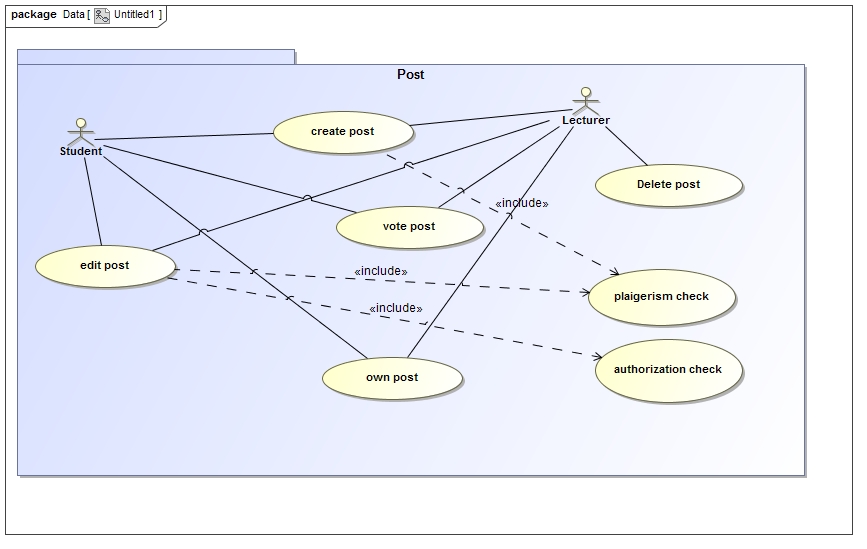 package Data [ Untitled1 ]
Post
Student
create post
Lecturer
Delete post
«include»
vote post
edit post
«include»
plaigerism check
«include»
own post
authorization check